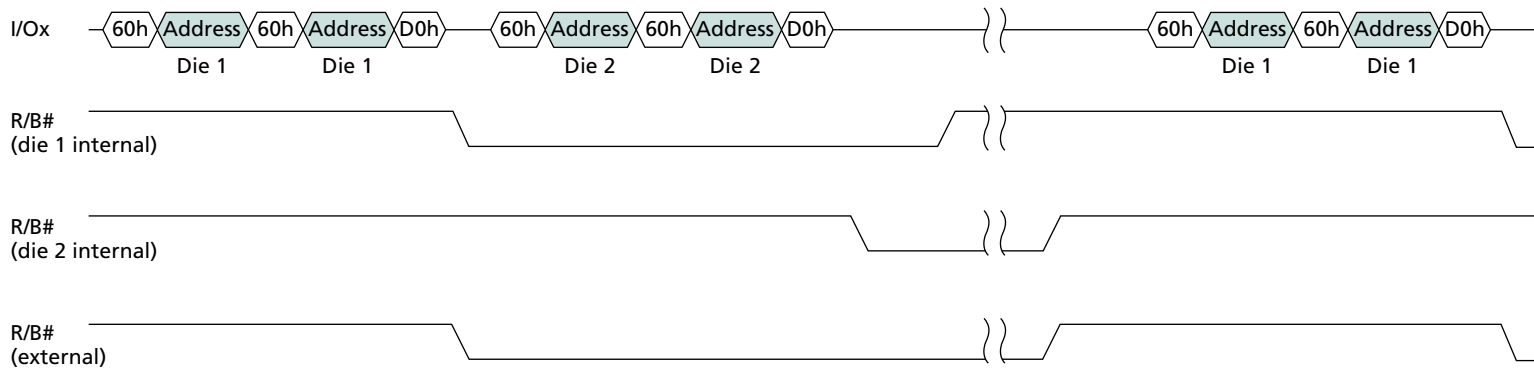 I/Ox 60h Address 60h Address D0h 60h Address 60h Address D0h 60h Address 60h Address D0h
Die 1 Die 1 Die 2 Die 2 Die 1 Die 1
R/B#
(die 1 internal)
R/B#
(die 2 internal)
R/B#
(external)